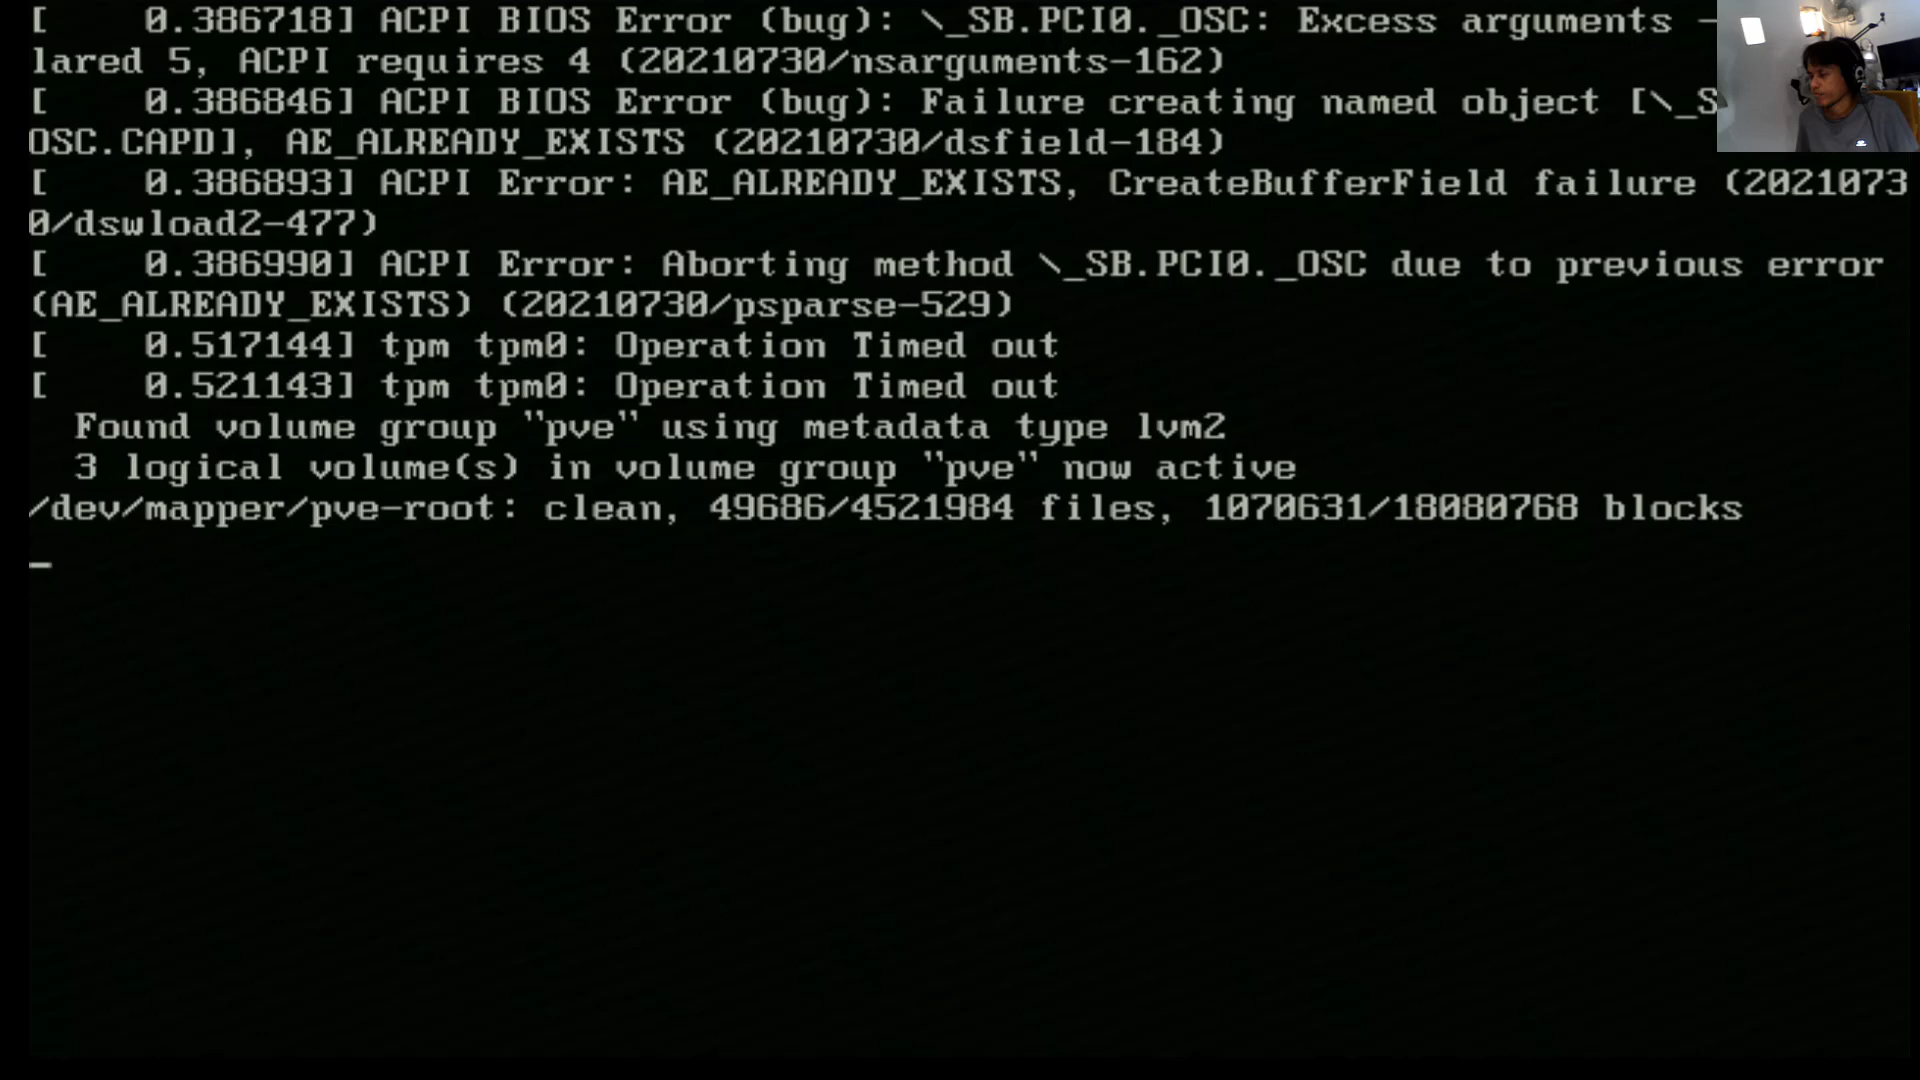 [    0.386718] ACPI BIOS Error (bug): \_SB.PCI0._OSC: Excess arguments -
lared 5, ACPI requires 4 (20210730/nsarguments-162)
[    0.386846] ACPI BIOS Error (bug): Failure creating named object [\_S
OSC.CAPD], AE_ALREADY_EXISTS (20210730/dsfield-184)
[    0.386893] ACPI Error: AE_ALREADY_EXISTS, CreateBufferField failure (2021073
0/dswload2-477)
[    0.386990] ACPI Error: Aborting method \_SB.PCI0._OSC due to previous error
(AE_ALREADY_EXISTS) (20210730/psparse-529)
[    0.517144] tpm tpm0: Operation Timed out
[    0.521143] tpm tpm0: Operation Timed out
  Found volume group "pve" using metadata type lvm2
  3 logical volume(s) in volume group "pve" now active
/dev/mapper/pve-root: clean, 49686/4521984 files, 1070631/18080768 blocks
_